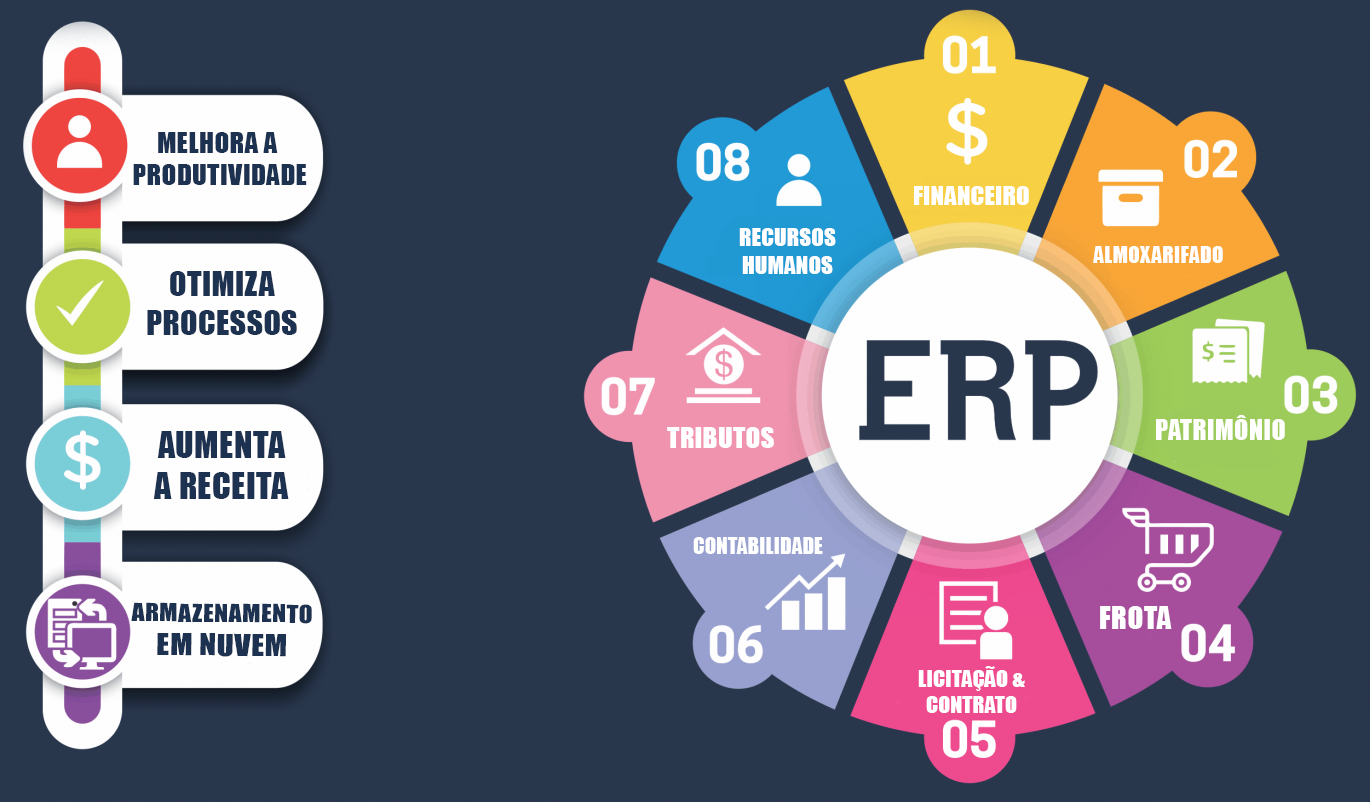 MELHORA A
PRODUTIVIDADE
OTIMIZA
PROCESSOS
$
AUMENTA
A RECEITA
ARMAZENAMENTO
EM NUVEM
ERP
01
$
FINANCEIRO
02
ALMOXARIFADO
$
03
PATRIMÔNIO
FROTA
04
LICITAÇÃO &
CONTRATO
05
CONTABILIDADE
06
$
07
TRIBUTOS
08
RECURSOS
HUMANOS